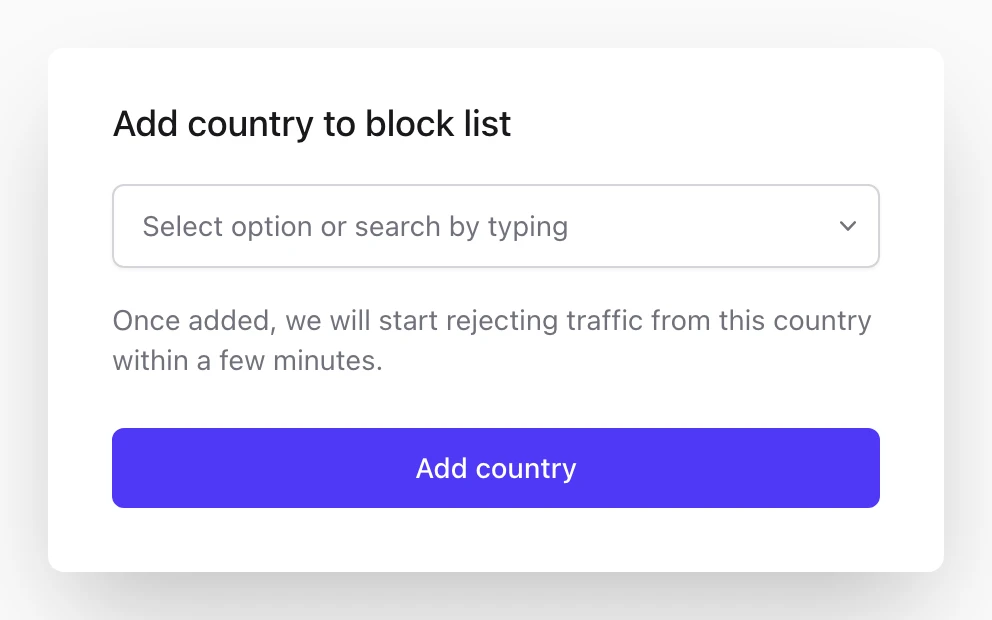 Add country to block list
Select option or search by typing
Once added, we will start rejecting traffic from this country
within a few minutes.
Add country